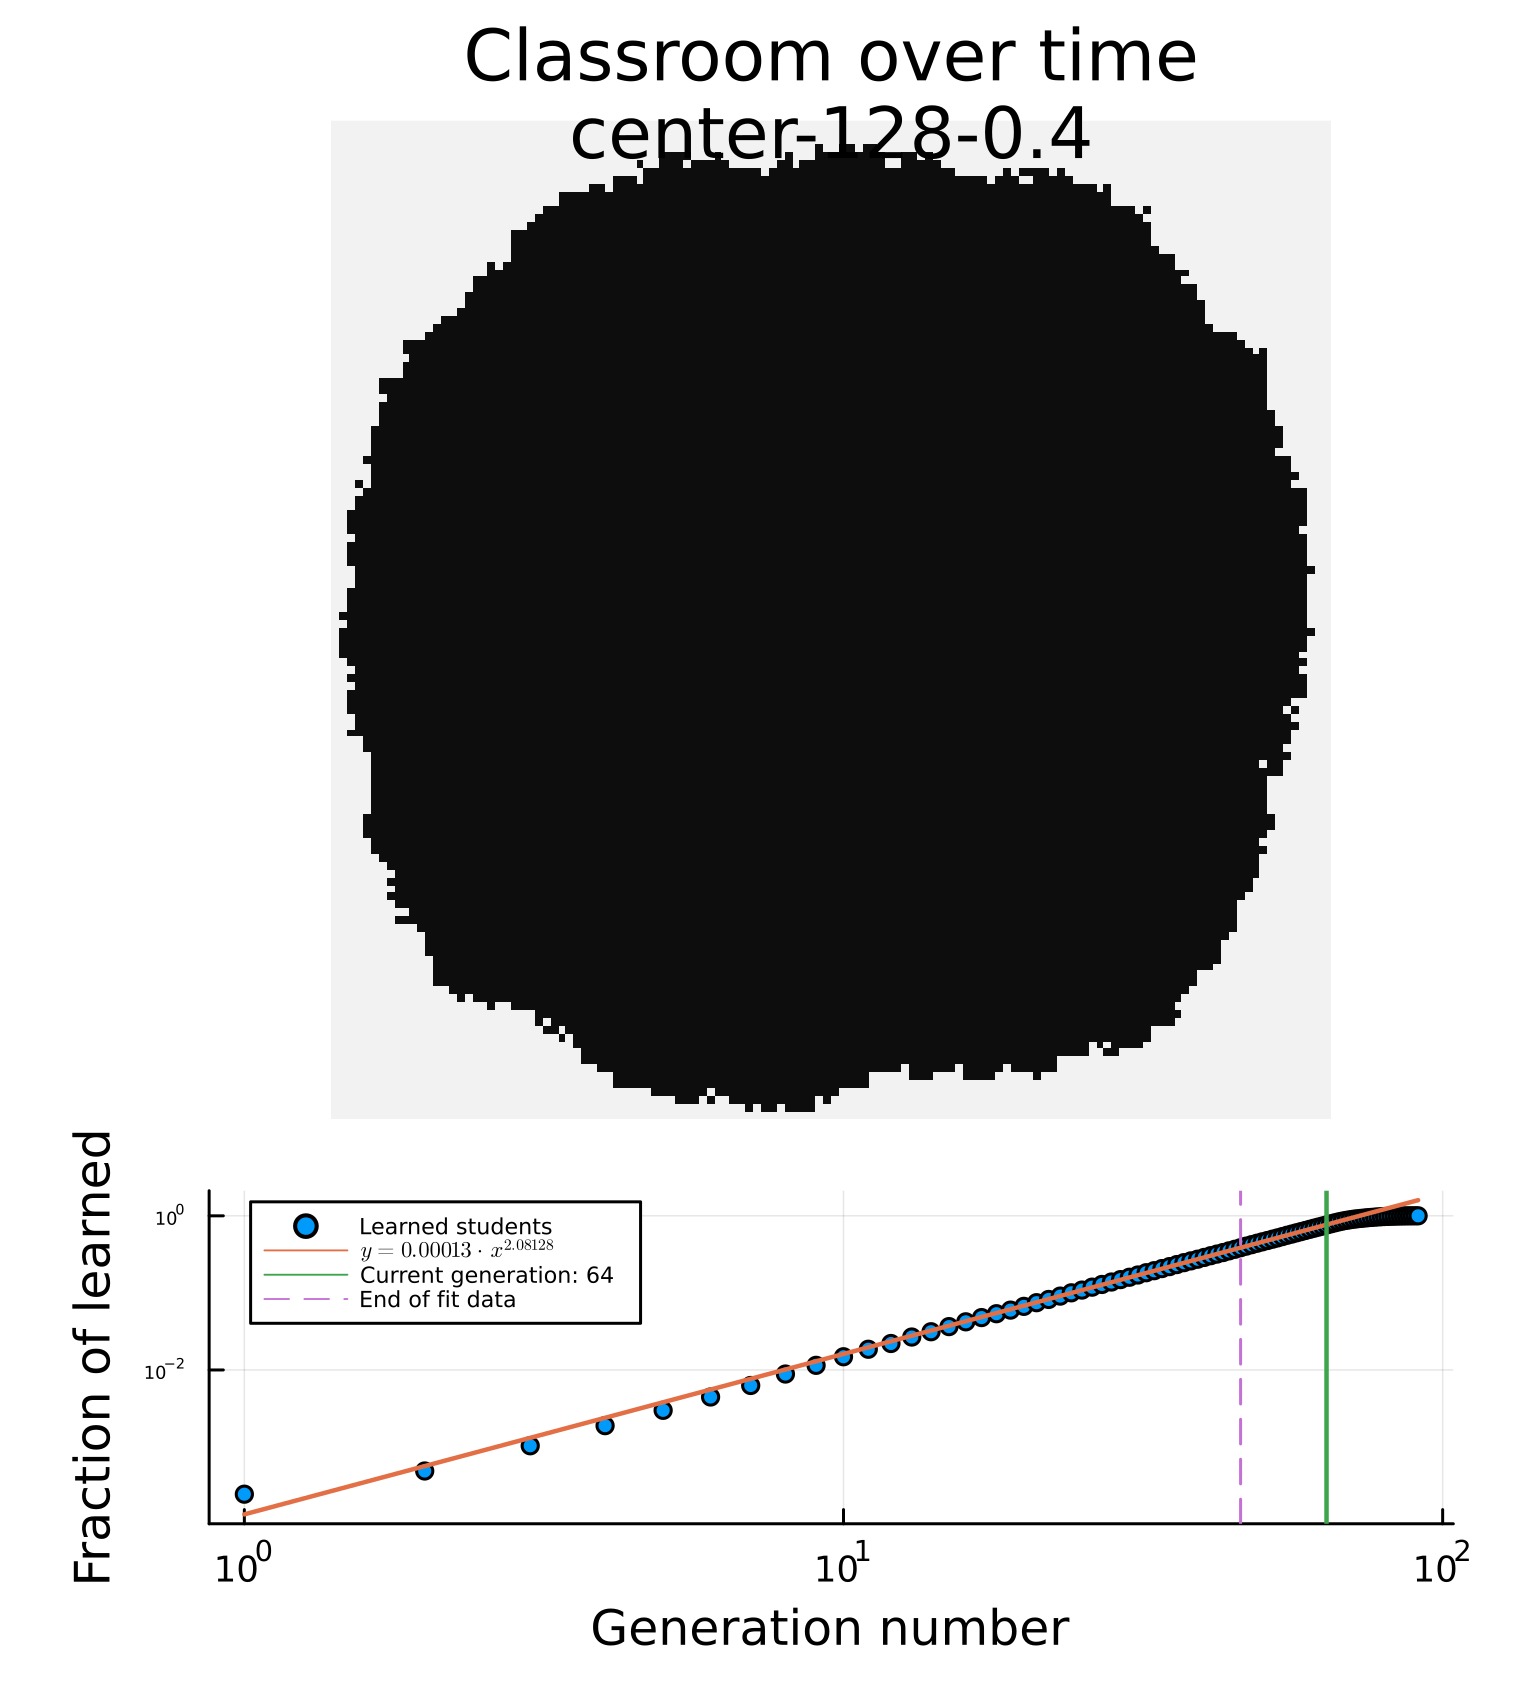 Classroom over time
center-128-0.4
Fraction of learned
10^0
10^-2
Learned students
y = 0.00013 · x^2.08128
Current generation: 64
End of fit data
10^0
10^1
10^2
Generation number